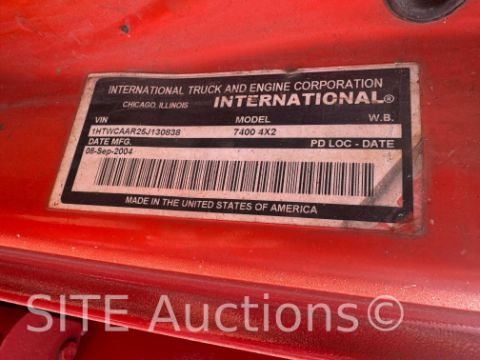 INTERNATIONAL TRUCK AND ENGINE CORPORATION
CHICAGO, ILLINOIS INTERNATIONAL®
VIN MODEL W.B.
1HTWCAAR25J130838 7400 4X2
DATE MFG. PD LOC - DATE
08-Sep-2004
MADE IN THE UNITED STATES OF AMERICA
SITE Auctions©